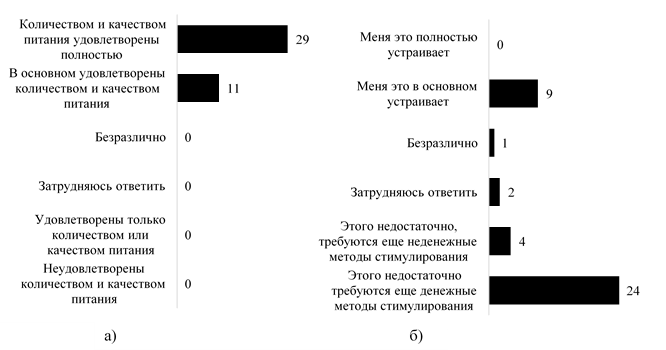 Количеством и качеством
питания удовлетворены
полностью
29
В основном удовлетворены
количеством и качеством
питания
11
Безразлично
0
Затрудняюсь ответить
0
Удовлетворены только
количеством или
качеством питания
0
Неудовлетворены
количеством и качеством
питания
0
а)
Меня это полностью
устраивает
0
Меня это в основном
устраивает
9
Безразлично
1
Затрудняюсь ответить
2
Этого недостаточно,
требуются еще неденежные
методы стимулирования
4
Этого недостаточно
требуются еще денежные
методы стимулирования
24
б)